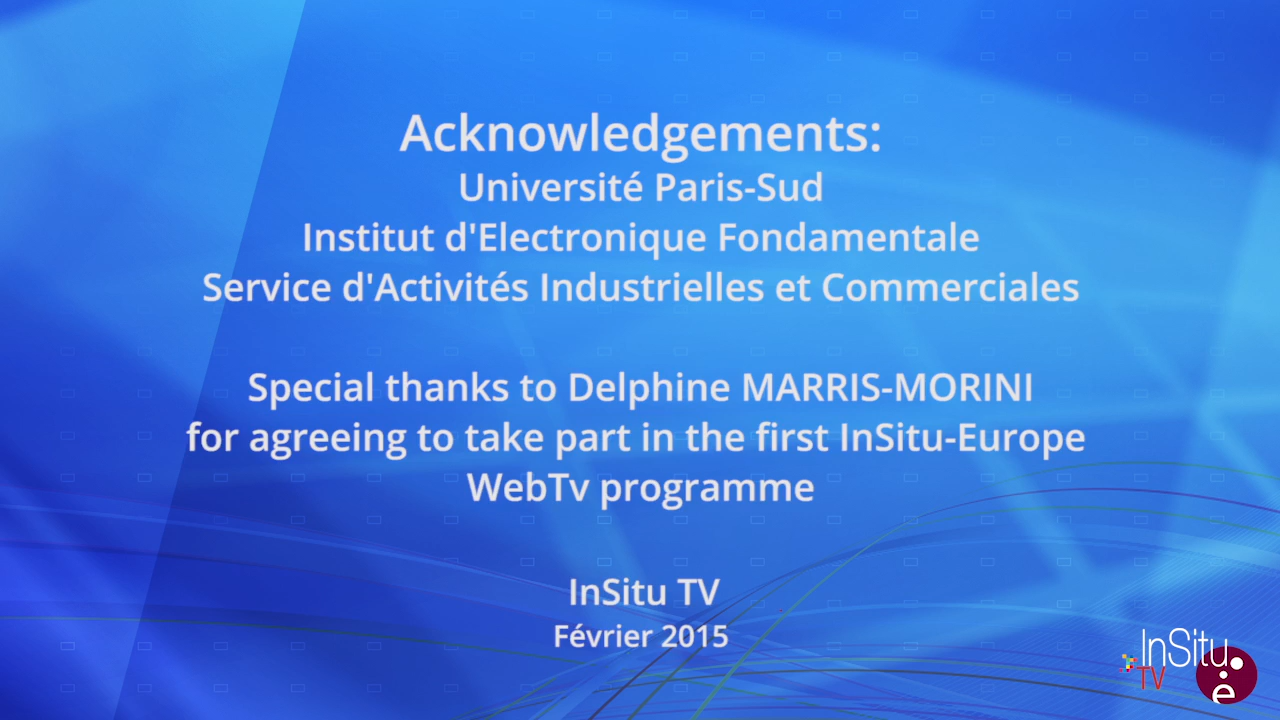 Acknowledgements:
Université Paris-Sud
Institut d'Electronique Fondamentale
Service d'Activités Industrielles et Commerciales
Special thanks to Delphine MARRIS-MORINI
for agreeing to take part in the first InSitu-Europe
WebTv programme
InSitu TV
Février 2015
InSitu
TV
e